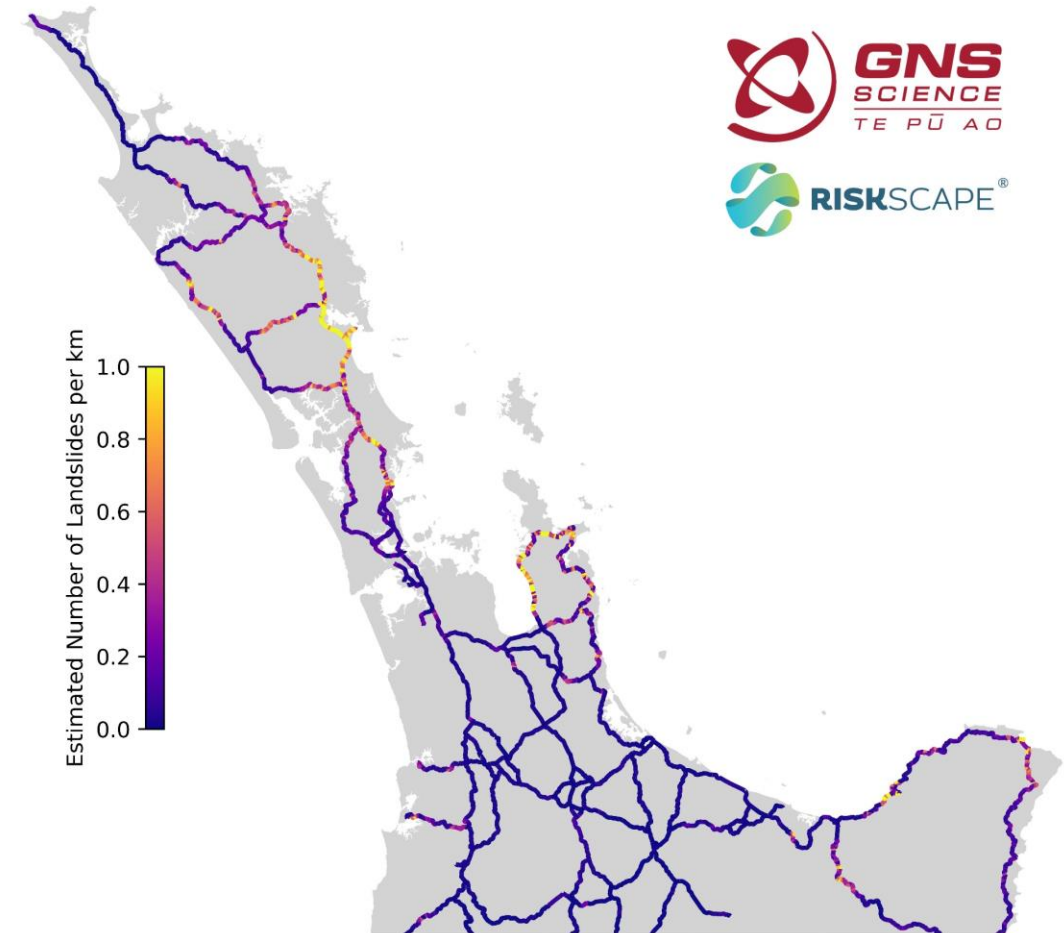 GNS
SCIENCE
TE PŪ AO
RISKSCAPE®
Estimated Number of Landslides per km
1.0
0.8
0.6
0.4
0.2
0.0